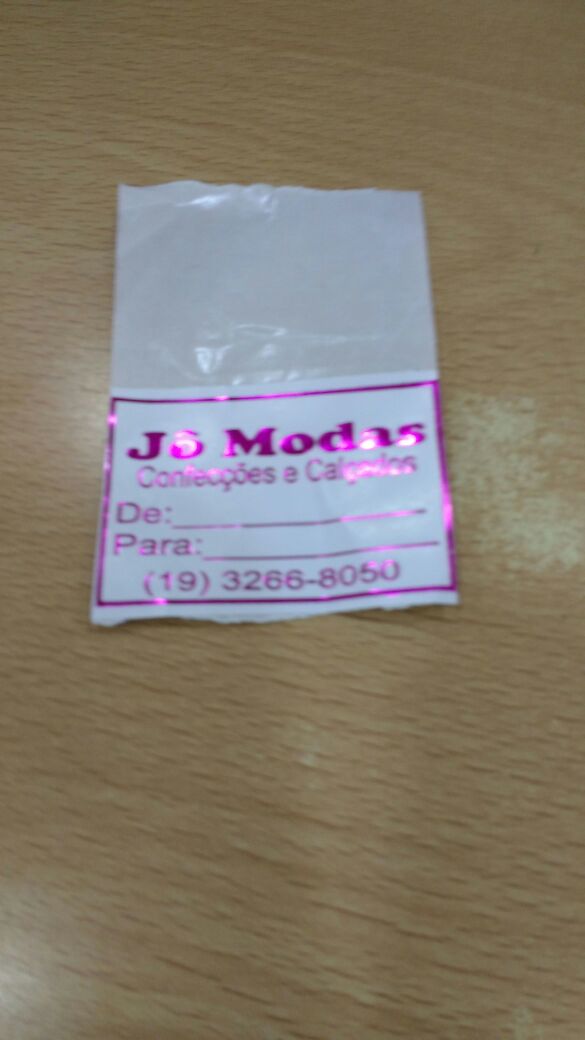 Jô Modas
Confecções e Calçados
De:
Para:
(19) 3266-8050